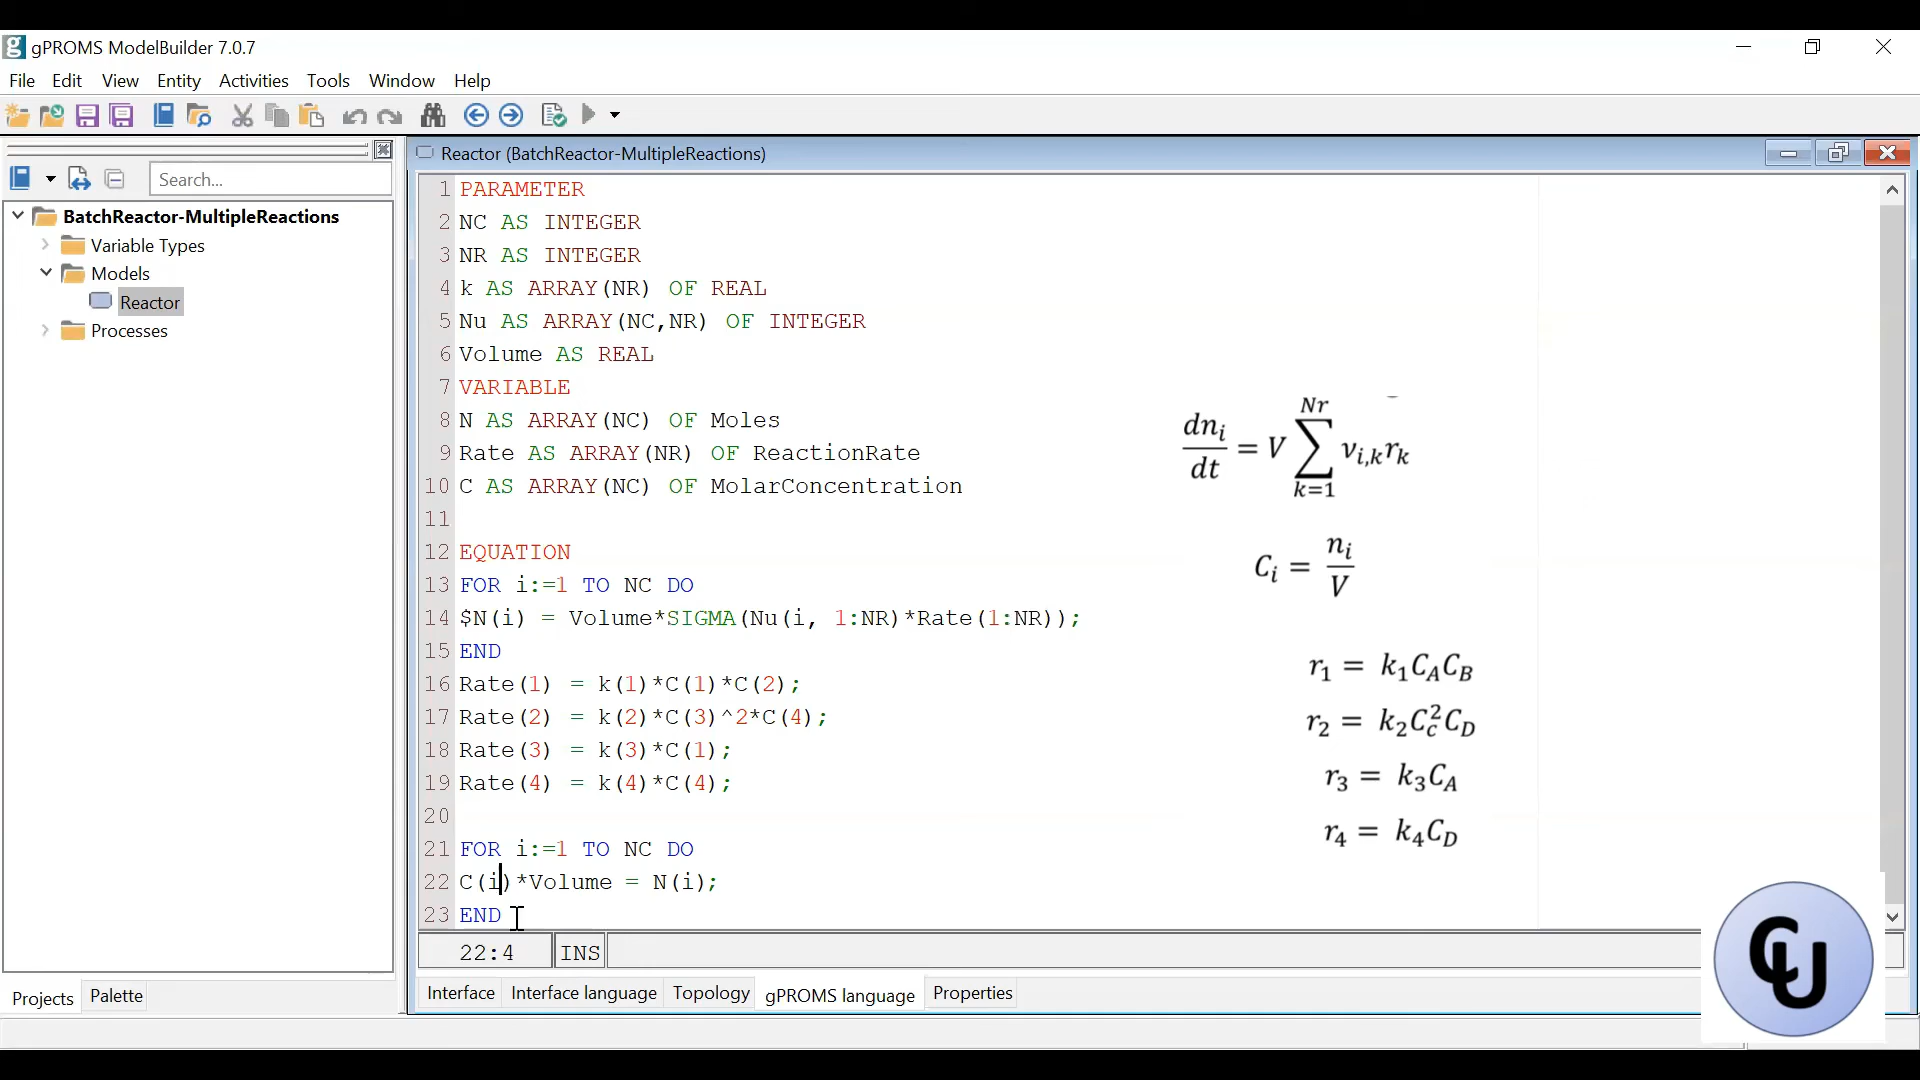 gPROMS ModelBuilder 7.0.7
File Edit View Entity Activities Tools Window Help
Search...
BatchReactor-MultipleReactions
Variable Types
Models
Reactor
Processes
Projects Palette
Reactor (BatchReactor-MultipleReactions)
1 PARAMETER
2 NC AS INTEGER
3 NR AS INTEGER
4 k AS ARRAY(NR) OF REAL
5 Nu AS ARRAY(NC,NR) OF INTEGER
6 Volume AS REAL
7 VARIABLE
8 N AS ARRAY(NC) OF Moles
9 Rate AS ARRAY(NR) OF ReactionRate
10 C AS ARRAY(NC) OF MolarConcentration
11
12 EQUATION
13 FOR i:=1 TO NC DO
14 $N(i) = Volume*SIGMA(Nu(i, 1:NR)*Rate(1:NR));
15 END
16 Rate(1) = k(1)*C(1)*C(2);
17 Rate(2) = k(2)*C(3)^2*C(4);
18 Rate(3) = k(3)*C(1);
19 Rate(4) = k(4)*C(4);
20
21 FOR i:=1 TO NC DO
22 C(i)*Volume = N(i);
23 END
dn_i/dt = V ∑_{k=1}^{Nr} ν_{i,k} r_k
C_i = n_i/V
r_1 = k_1 C_A C_B
r_2 = k_2 C_c^2 C_D
r_3 = k_3 C_A
r_4 = k_4 C_D
22:4 INS
Interface Interface language Topology gPROMS language Properties
CU